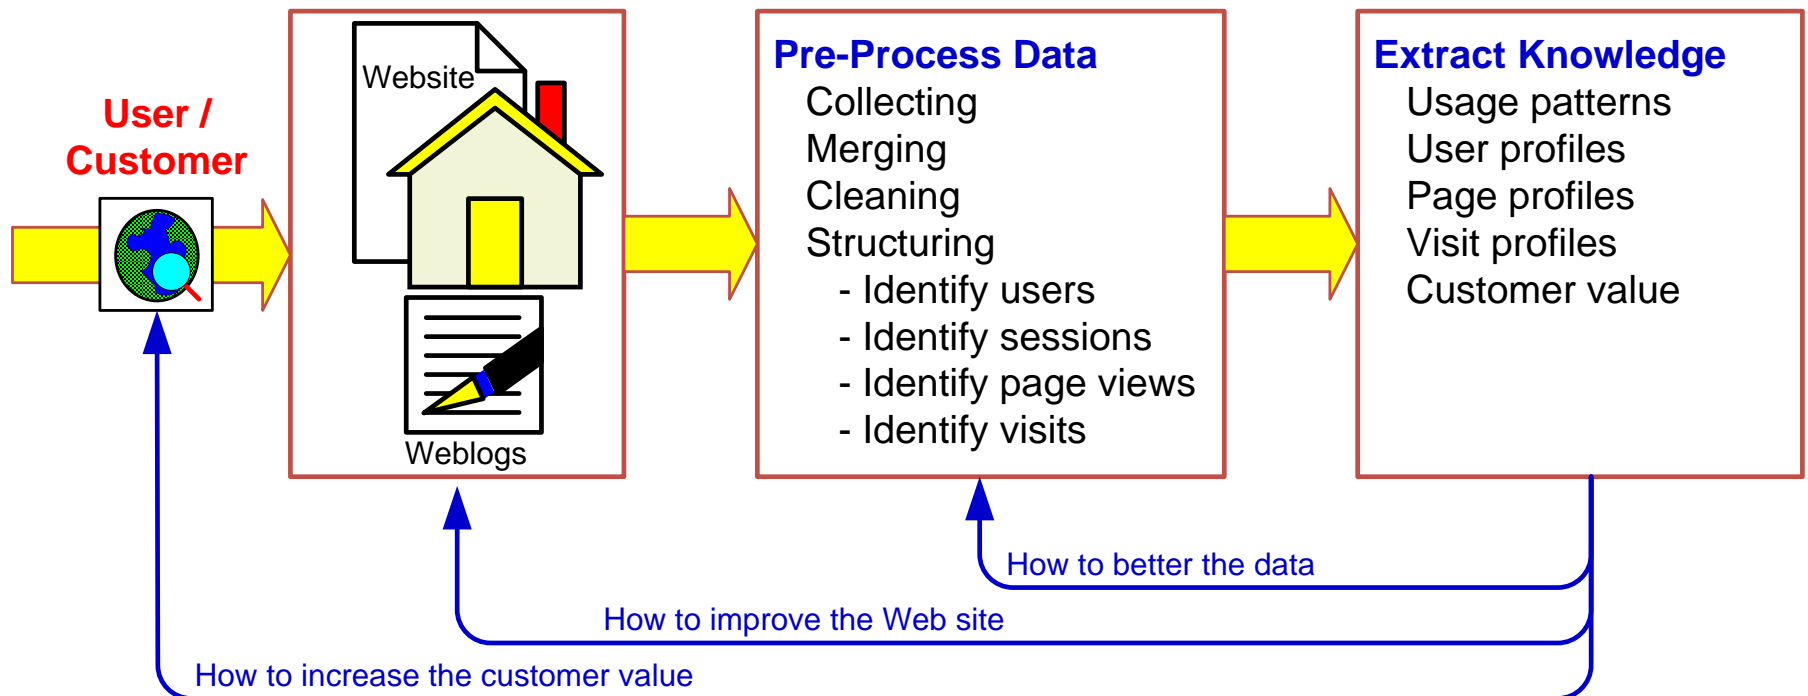 User /
Customer
Website
Weblogs
Pre-Process Data
Collecting
Merging
Cleaning
Structuring
- Identify users
- Identify sessions
- Identify page views
- Identify visits
Extract Knowledge
Usage patterns
User profiles
Page profiles
Visit profiles
Customer value
How to better the data
How to improve the Web site
How to increase the customer value